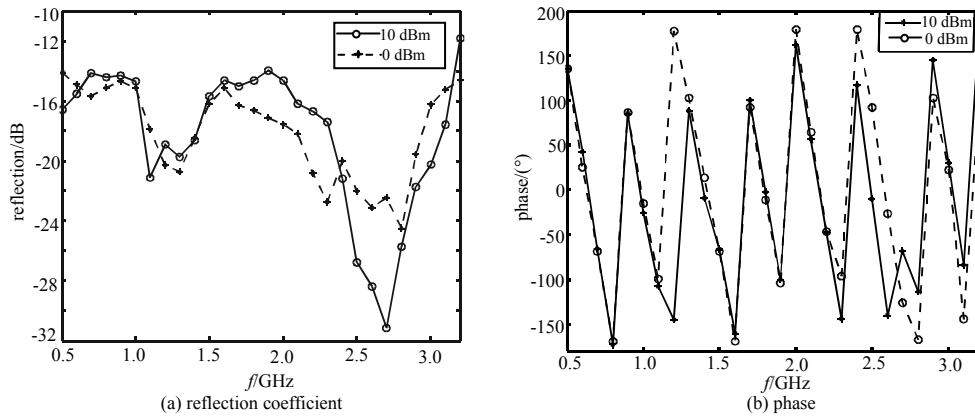 -8
-12
-16
-20
-24
-28
-32
reflection/dB
10 dBm
0 dBm
0.5 1.0 1.5 2.0 2.5 3.0
f/GHz
(a) reflection coefficient
200
150
100
50
0
-50
-100
-150
phase/(°)
10 dBm
0 dBm
0.5 1.0 1.5 2.0 2.5 3.0
f/GHz
(b) phase